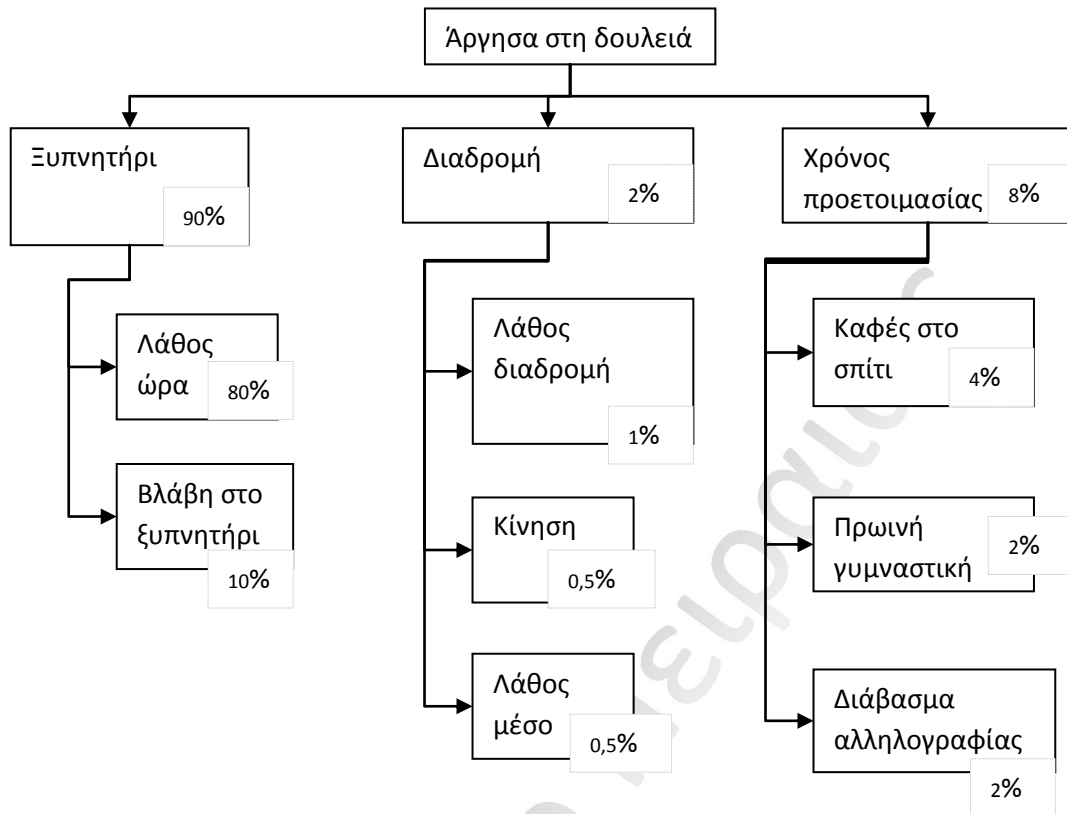 Άργησα στη δουλειά
Ξυπνητήρι
90%
Διαδρομή
2%
Χρόνος
προετοιμασίας
8%
Λάθος
ώρα
80%
Βλάβη στο
ξυπνητήρι
10%
Λάθος
διαδρομή
1%
Κίνηση
0,5%
Λάθος
μέσο
0,5%
Καφές στο
σπίτι
4%
Πρωινή
γυμναστική
2%
Διάβασμα
αλληλογραφίας
2%